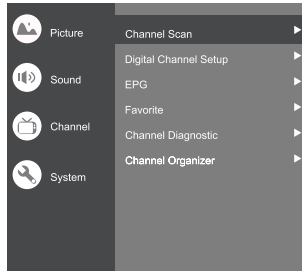 Picture
Sound
Channel
System
Channel Scan
Digital Channel Setup
EPG
Favorite
Channel Diagnostic
Channel Organizer